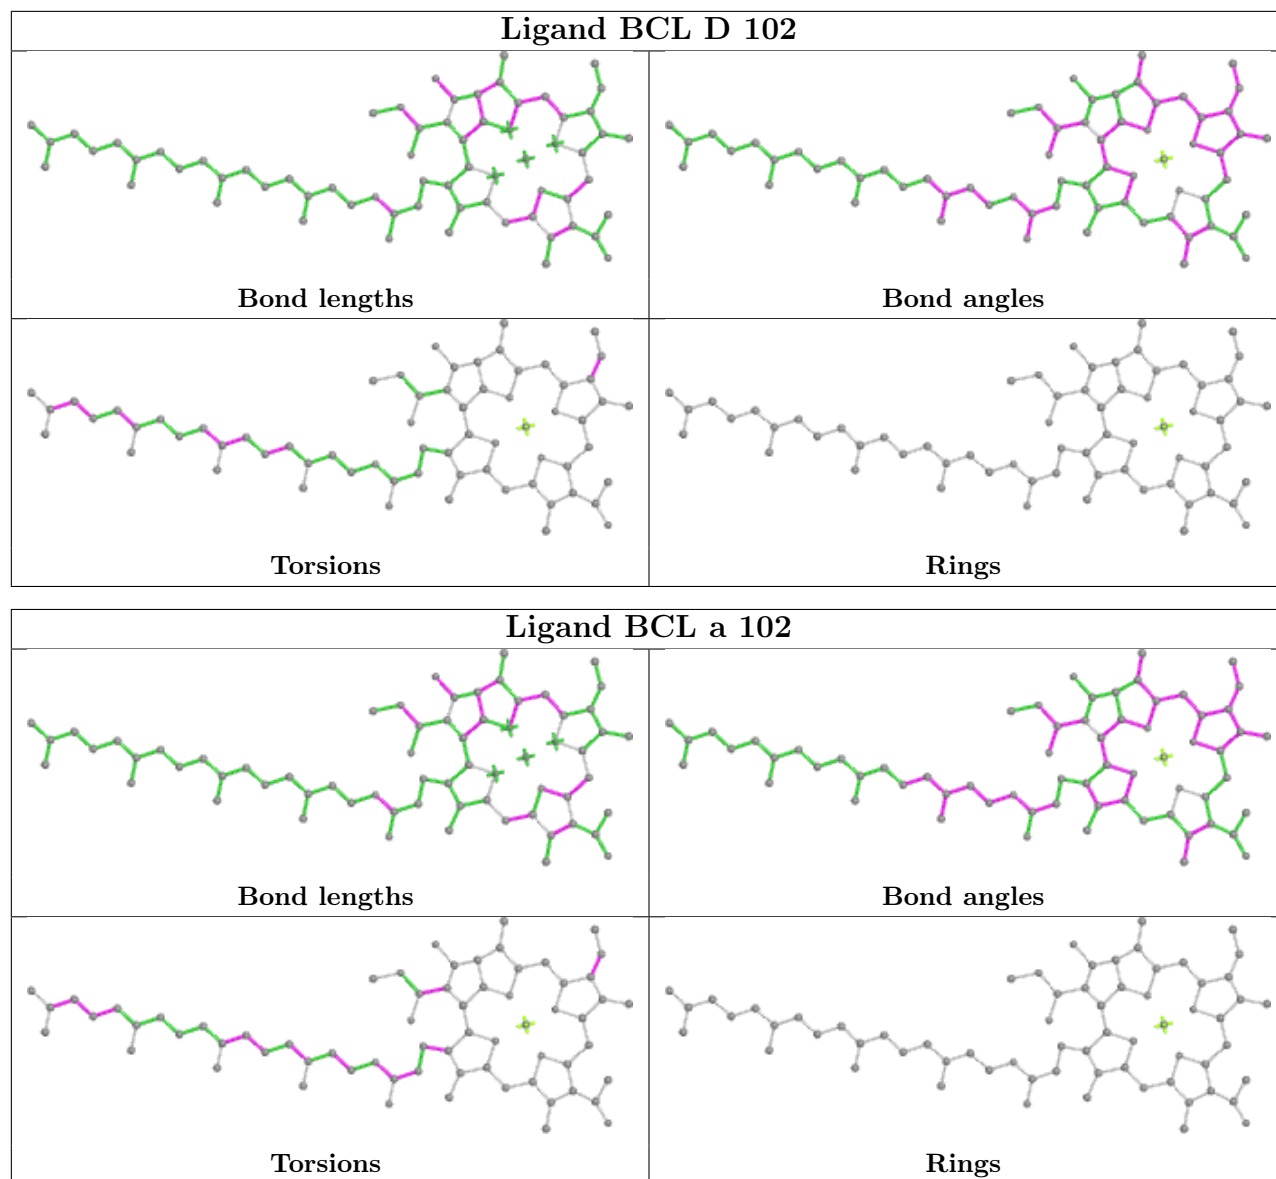 Ligand BCL D 102
Bond lengths
Bond angles
Torsions
Rings
Ligand BCL a 102
Bond lengths
Bond angles
Torsions
Rings